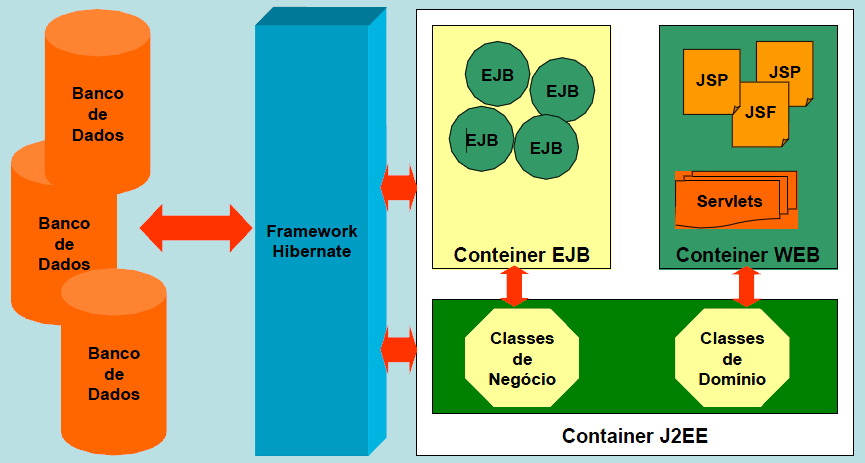 Banco
de
Dados
Banco
de
Dados
Banco
de
Dados
Framework
Hibernate
EJB
EJB
EJB
EJB
Conteiner EJB
JSP
JSP
JSF
Servlets
Conteiner WEB
Classes
de
Negócio
Classes
de
Domínio
Container J2EE